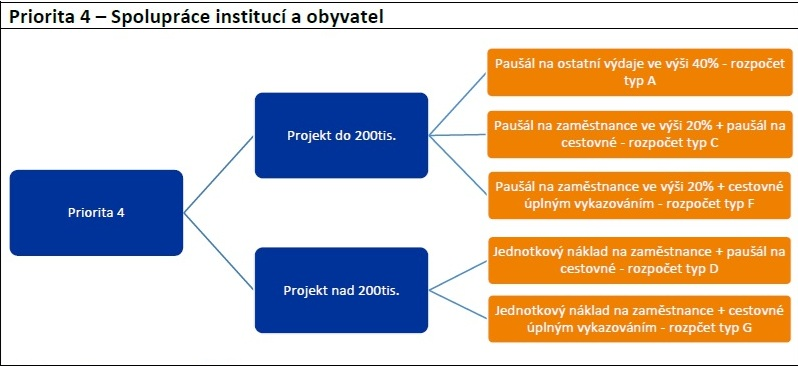 Priorita 4 – Spolupráce institucí a obyvatel
Priorita 4
Projekt do 200tis.
Paušál na ostatní výdaje ve výši 40% - rozpočet
typ A
Paušál na zaměstnance ve výši 20% + paušál na
cestovné - rozpočet typ C
Paušál na zaměstnance ve výši 20% + cestovné
úplným vykazováním - rozpočet typ F
Projekt nad 200tis.
Jednotkový náklad na zaměstnance + paušál na
cestovné - rozpočet typ D
Jednotkový náklad na zaměstnance + cestovné
úplným vykazováním - rozpčet typ G